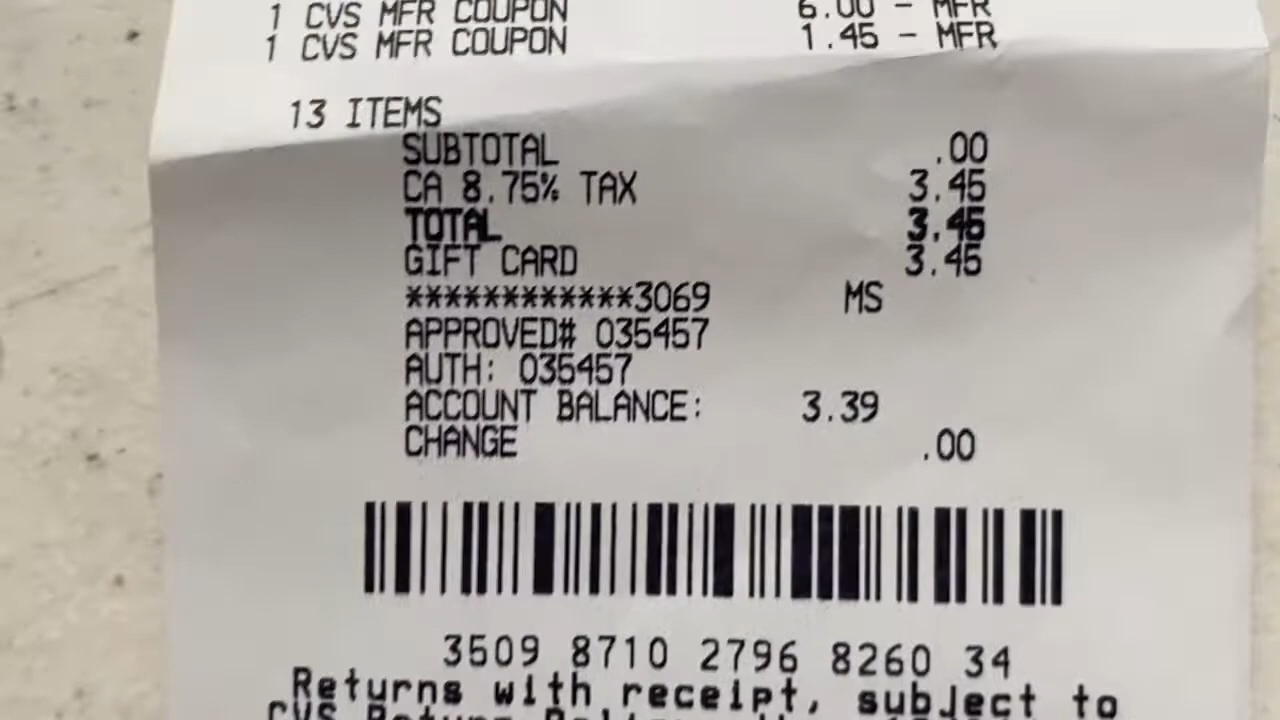 1 CVS MFR COUPON 6.00 - MFR
1 CVS MFR COUPON 1.45 - MFR
13 ITEMS
SUBTOTAL .00
CA 8.75% TAX 3.45
TOTAL 3.45
GIFT CARD 3.45
************3069 MS
APPROVED# 035457
AUTH: 035457
ACCOUNT BALANCE: 3.39
CHANGE .00
3509 8710 2796 8260 34
Returns with receipt, subject to
CVS Return